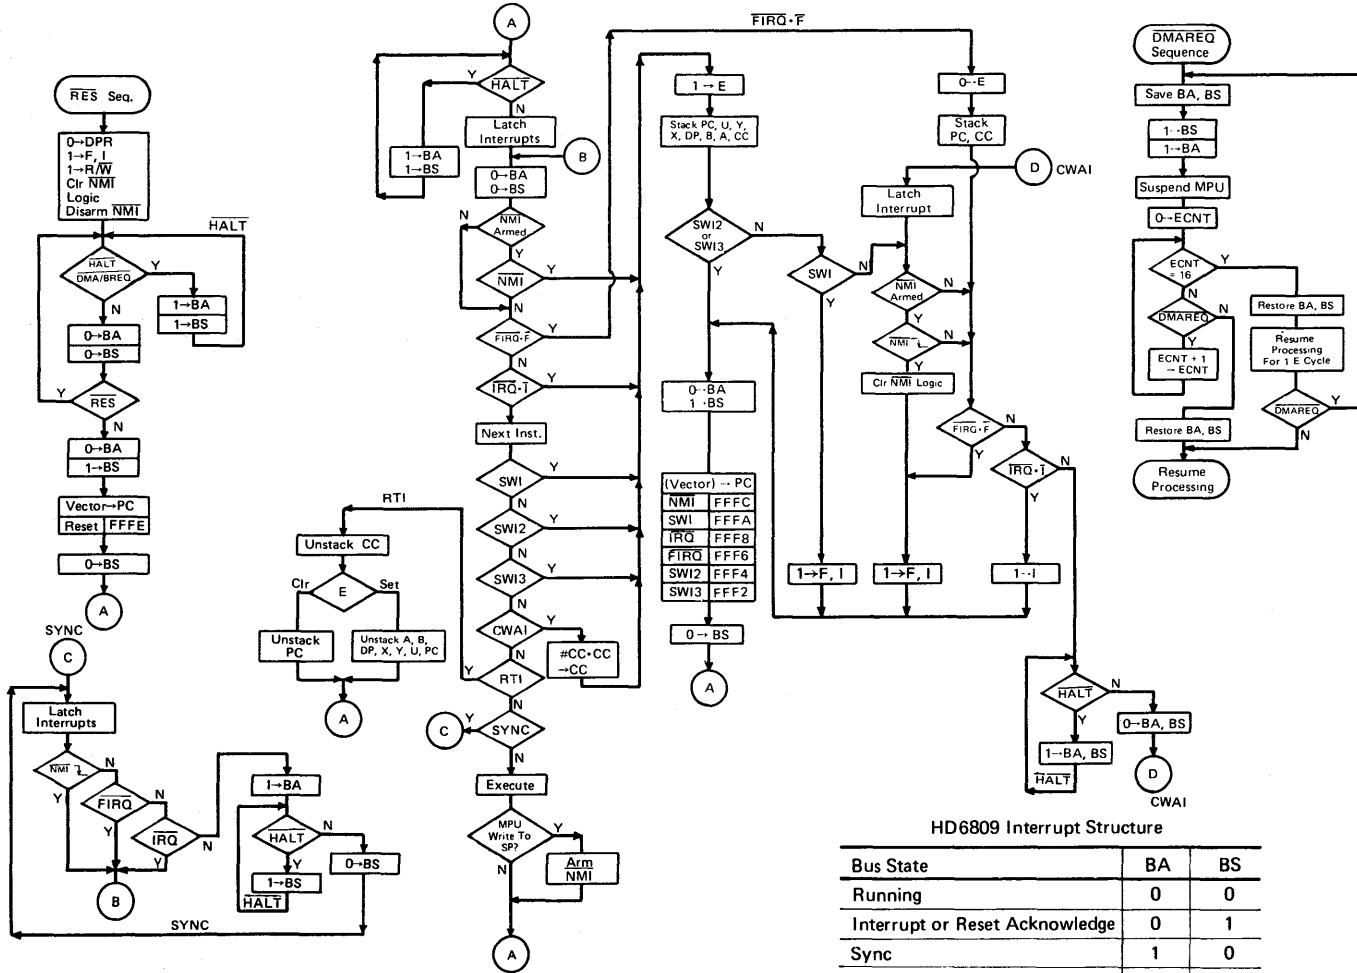 RES Seq.
0→DPR
1→F, I
1→R/W
Clr NMI
Logic
Disarm NMI
HALT
HALT
DMA/BREQ
Y
N
1→BA
1→BS
0→BA
0→BS
Y
RES
N
0→BA
1→BS
Vector→PC
Reset FFFE
0→BS
A
SYNC
C
Latch
Interrupts
NMI
N
Y
FIRQ
N
Y
IRQ
N
Y
B
1→BA
HALT
N
Y
0→BS
1→BS
HALT
SYNC
A
Y
HALT
N
Latch
Interrupts
1→BA
1→BS
B
0→BA
0→BS
N
NMI
Armed
Y
NMI
Y
N
FIRQ·F
Y
N
IRQ·I
Y
Next Inst.
SWI
Y
N
SWI2
Y
N
SWI3
Y
N
CWAI
Y
N
#CC·CC
→CC
Y
RTI
N
Y
C
SYNC
N
Execute
MPU
Write To
SP?
Y
N
Arm
NMI
A
RTI
Unstack CC
Clr
E
Set
Unstack
PC
Unstack A, B,
DP, X, Y, U, PC
A
FIRQ·F
1→E
Stack PC, U, Y,
X, DP, B, A, CC
SWI2
or
SWI3
N
Y
SWI
N
Y
0→BA
1→BS
(Vector)→PC
NMI FFFC
SWI FFFA
IRQ FFF8
FIRQ FFF6
SWI2 FFF4
SWI3 FFF2
0→BS
A
0→E
Stack
PC, CC
D CWAI
Latch
Interrupt
NMI
Armed
N
Y
NMI
N
Y
Clr NMI Logic
FIRQ·F
N
Y
IRQ·I
N
Y
1→F, I
1→F, I
1→I
HALT
N
Y
0→BA, BS
1→BA, BS
HALT
D
CWAI
DMAREQ
Sequence
Save BA, BS
1→BS
1→BA
Suspend MPU
0→ECNT
ECNT
= 16
Y
N
DMAREQ
N
Y
ECNT + 1
→ECNT
Restore BA, BS
Resume
Processing
For 1 E Cycle
DMAREQ
Y
N
Restore BA, BS
Resume
Processing
HD6809 Interrupt Structure
Bus State BA BS
Running 0 0
Interrupt or Reset Acknowledge 0 1
Sync 1 0